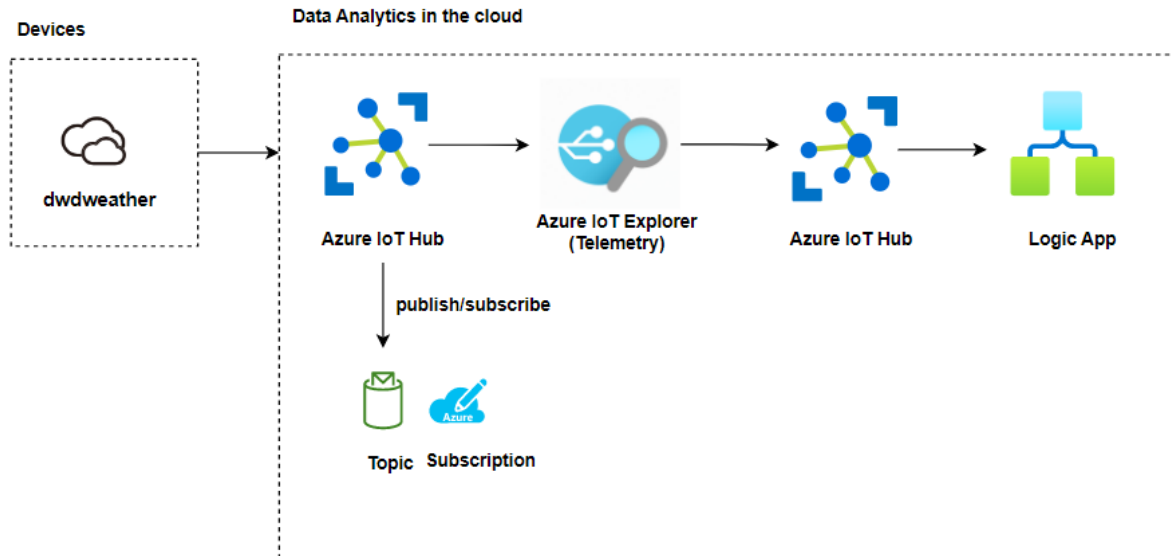 Data Analytics in the cloud
Devices
dwdweather
Azure IoT Hub
Azure IoT Explorer
(Telemetry)
Azure IoT Hub
Logic App
publish/subscribe
Azure
Topic
Subscription